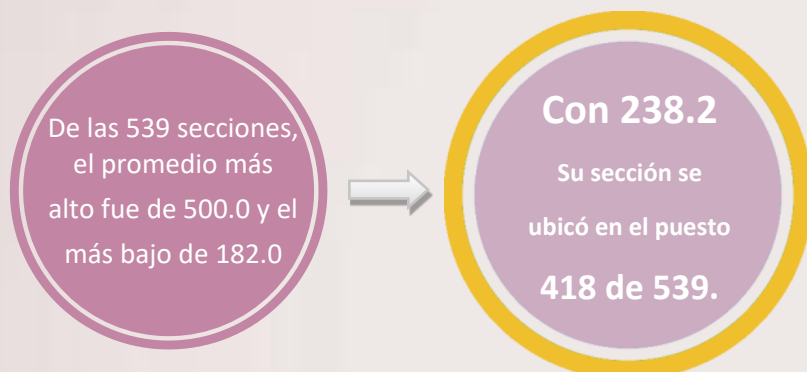 De las 539 secciones,
el promedio más
alto fue de 500.0 y el
más bajo de 182.0
Con 238.2
Su sección se
ubicó en el puesto
418 de 539.